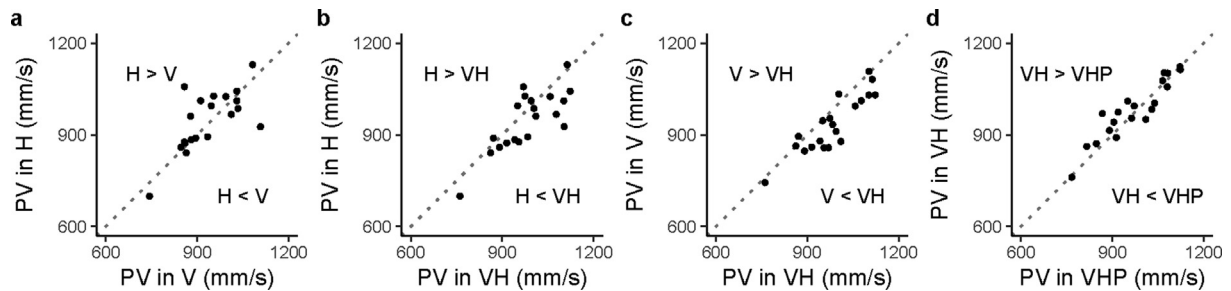 a
PV in H (mm/s)
1200
900
600
H > V
H < V
600 900 1200
PV in V (mm/s)
b
PV in H (mm/s)
1200
900
600
H > VH
H < VH
600 900 1200
PV in VH (mm/s)
c
PV in V (mm/s)
1200
900
600
V > VH
V < VH
600 900 1200
PV in VH (mm/s)
d
PV in VH (mm/s)
1200
900
600
VH > VHP
VH < VHP
600 900 1200
PV in VHP (mm/s)